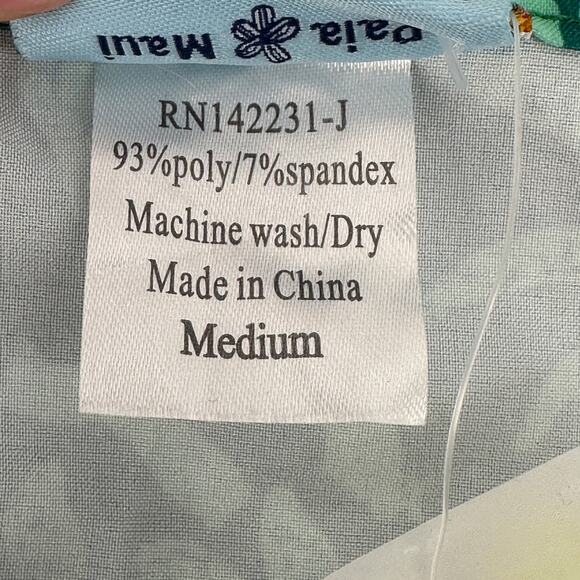 Paia Maui
RN142231-J
93%poly/7%spandex
Machine wash/Dry
Made in China
Medium